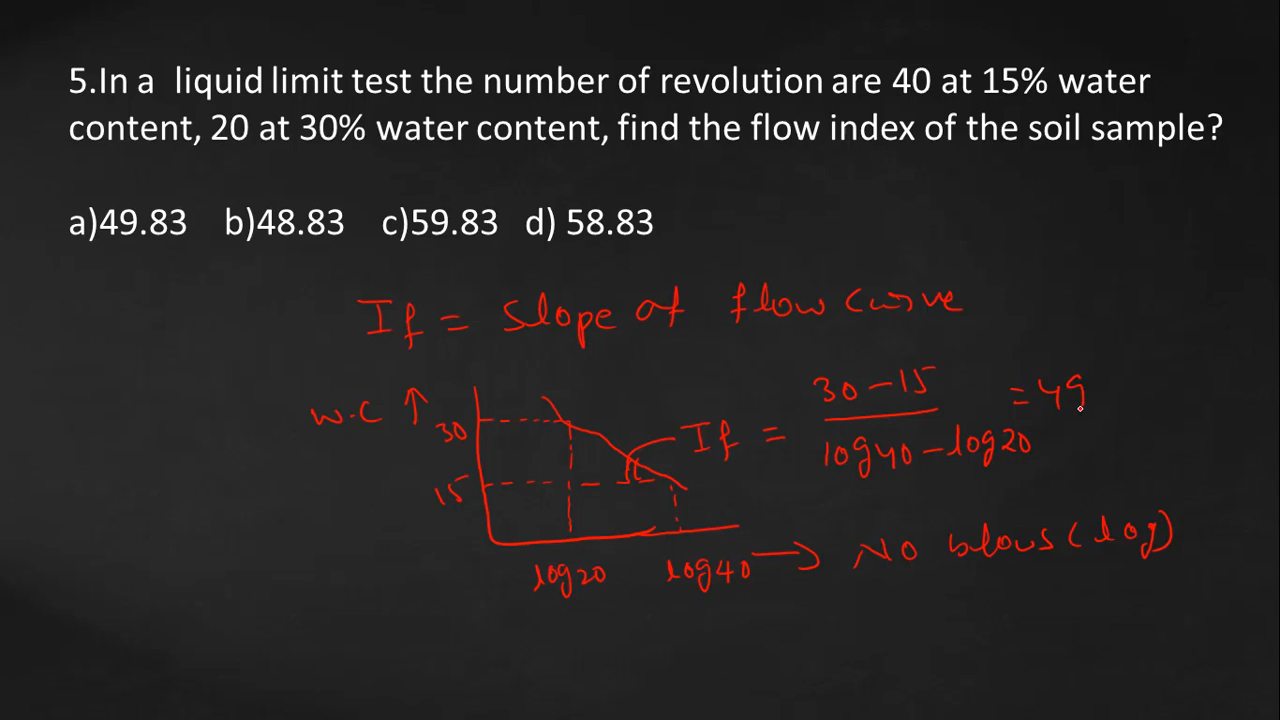 5.In a liquid limit test the number of revolution are 40 at 15% water
content, 20 at 30% water content, find the flow index of the soil sample?
a)49.83 b)48.83 c)59.83 d) 58.83
If = slope of flow curve
W.C ↑
30
15
If = 30 - 15 / log40 - log20 = 49
log20 log40 → No blows (log)